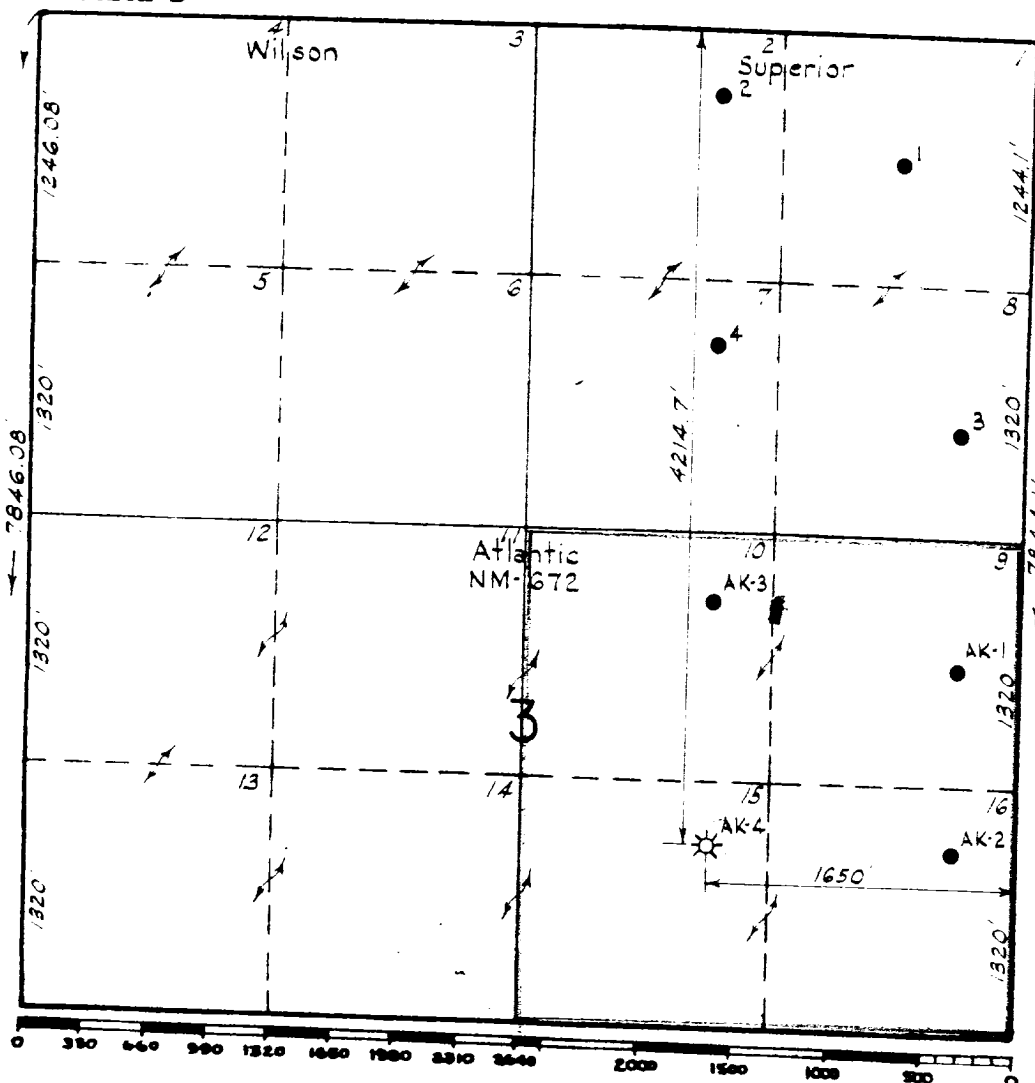 4 3 2 1
Wilson Superior
2
1
1246.08' 1244.1'
5 6 7 8
4
3
1320' 4214.7' 1320'
7846.08
12 11 10 9
Atlantic
NM-672
AK-3
AK-1
1320' 1320
3
13 14 15 16
AK-4
AK-2
1650'
1320' 1320'
0 330 660 990 1320 1650 1980 2310 2640 2000 1500 1000 500 0